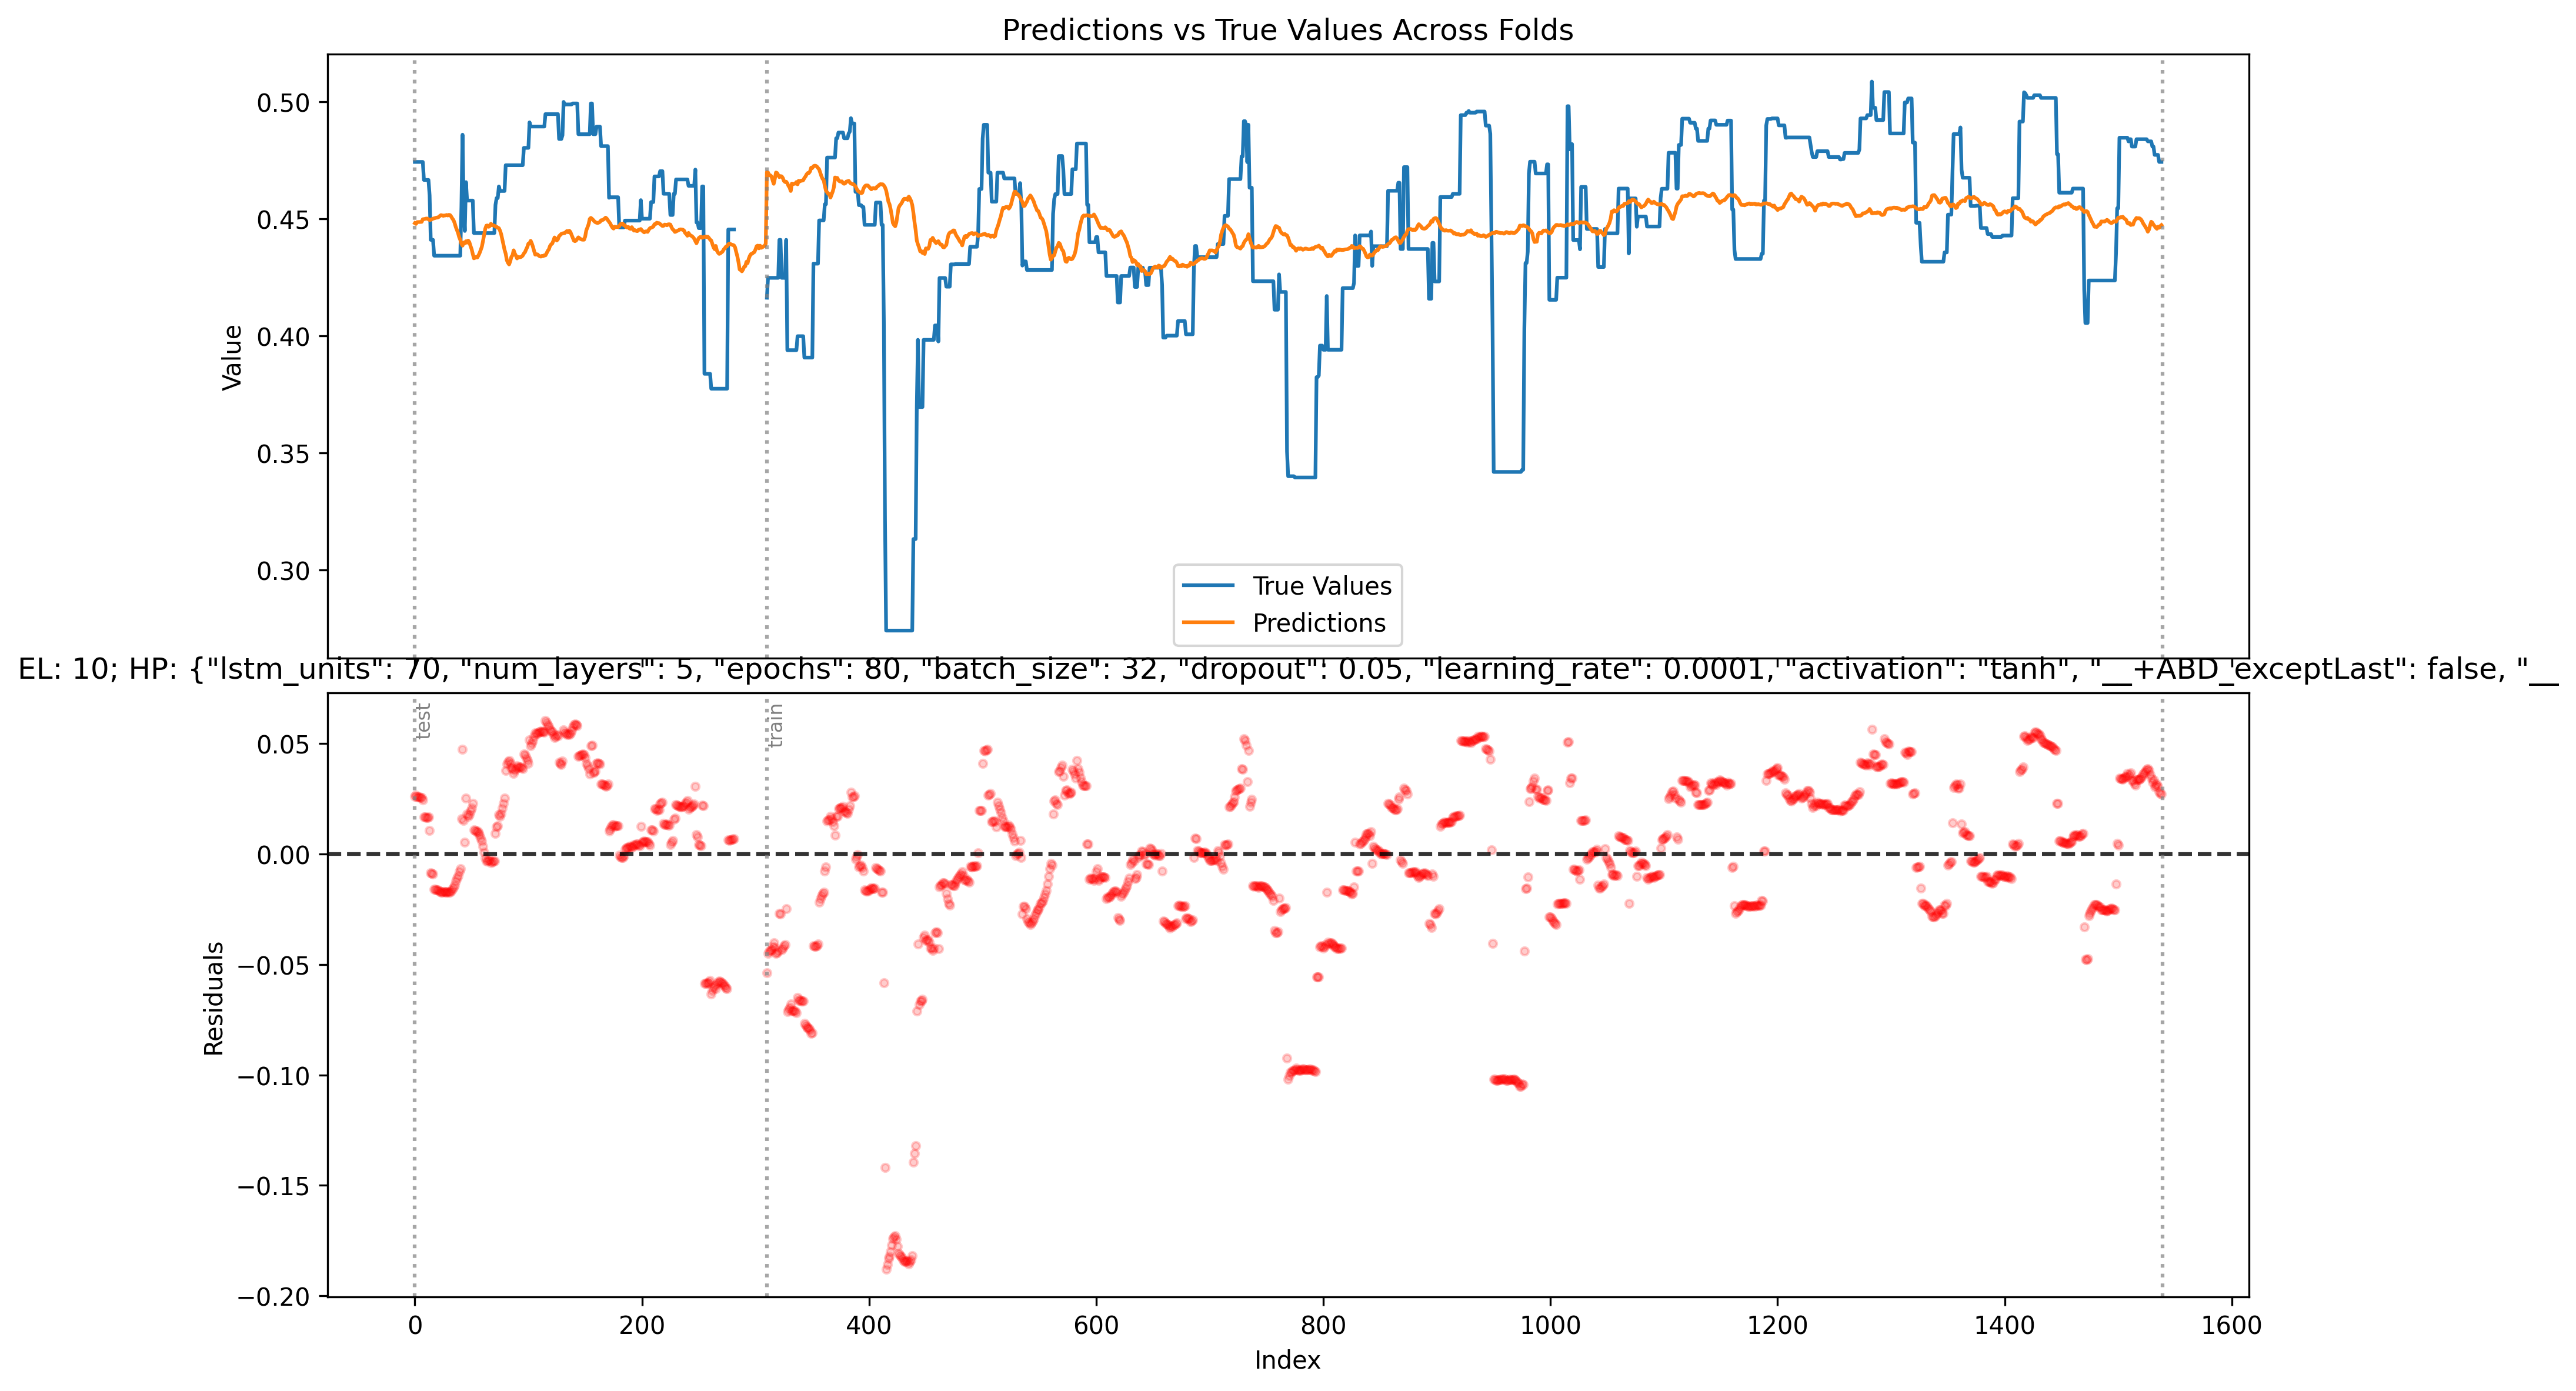 Predictions vs True Values Across Folds
0.50
0.45
0.40
0.35
0.30
Value
True Values
Predictions
EL: 10; HP: {"lstm_units": 70, "num_layers": 5, "epochs": 80, "batch_size": 32, "dropout": 0.05, "learning_rate": 0.0001, "activation": "tanh", "__+ABD_exceptLast": false, "__
test
train
0.05
0.00
−0.05
−0.10
−0.15
−0.20
Residuals
0 200 400 600 800 1000 1200 1400 1600
Index